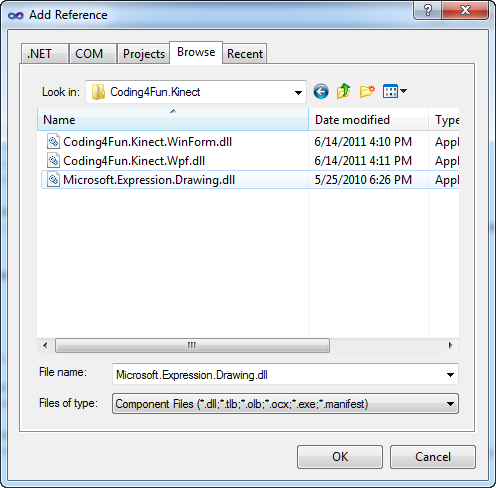 Add Reference
.NET COM Projects Browse Recent
Look in: Coding4Fun.Kinect
Name Date modified Type
Coding4Fun.Kinect.WinForm.dll 6/14/2011 4:10 PM Appl
Coding4Fun.Kinect.Wpf.dll 6/14/2011 4:11 PM Appl
Microsoft.Expression.Drawing.dll 5/25/2010 6:26 PM Appl
File name: Microsoft.Expression.Drawing.dll
Files of type: Component Files (*.dll;*.tlb;*.olb;*.ocx;*.exe;*.manifest)
OK Cancel